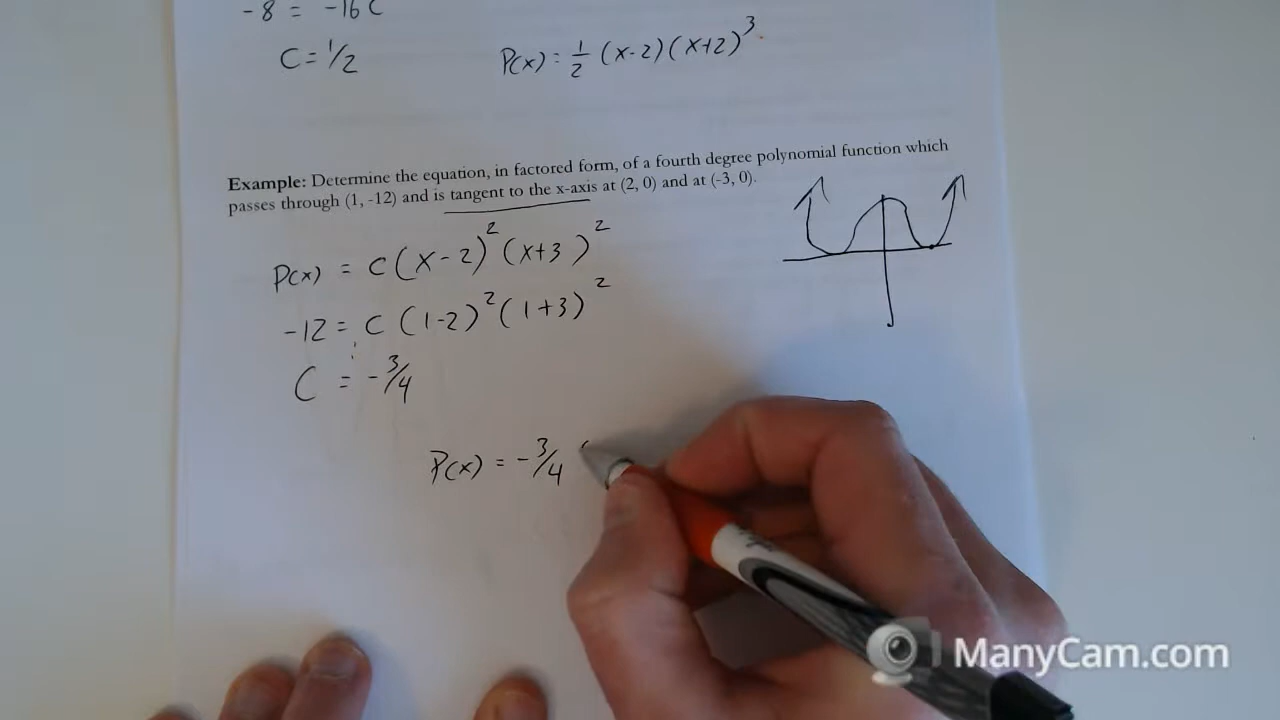 -8 = -16C
C = 1/2
P(x) = 1/2 (x-2)(x+2)³
Example: Determine the equation, in factored form, of a fourth degree polynomial function which
passes through (1, -12) and is tangent to the x-axis at (2, 0) and at (-3, 0).
P(x) = c(x-2)²(x+3)²
-12 = c(1-2)²(1+3)²
C = -3/4
P(x) = -3/4 (
ManyCam.com